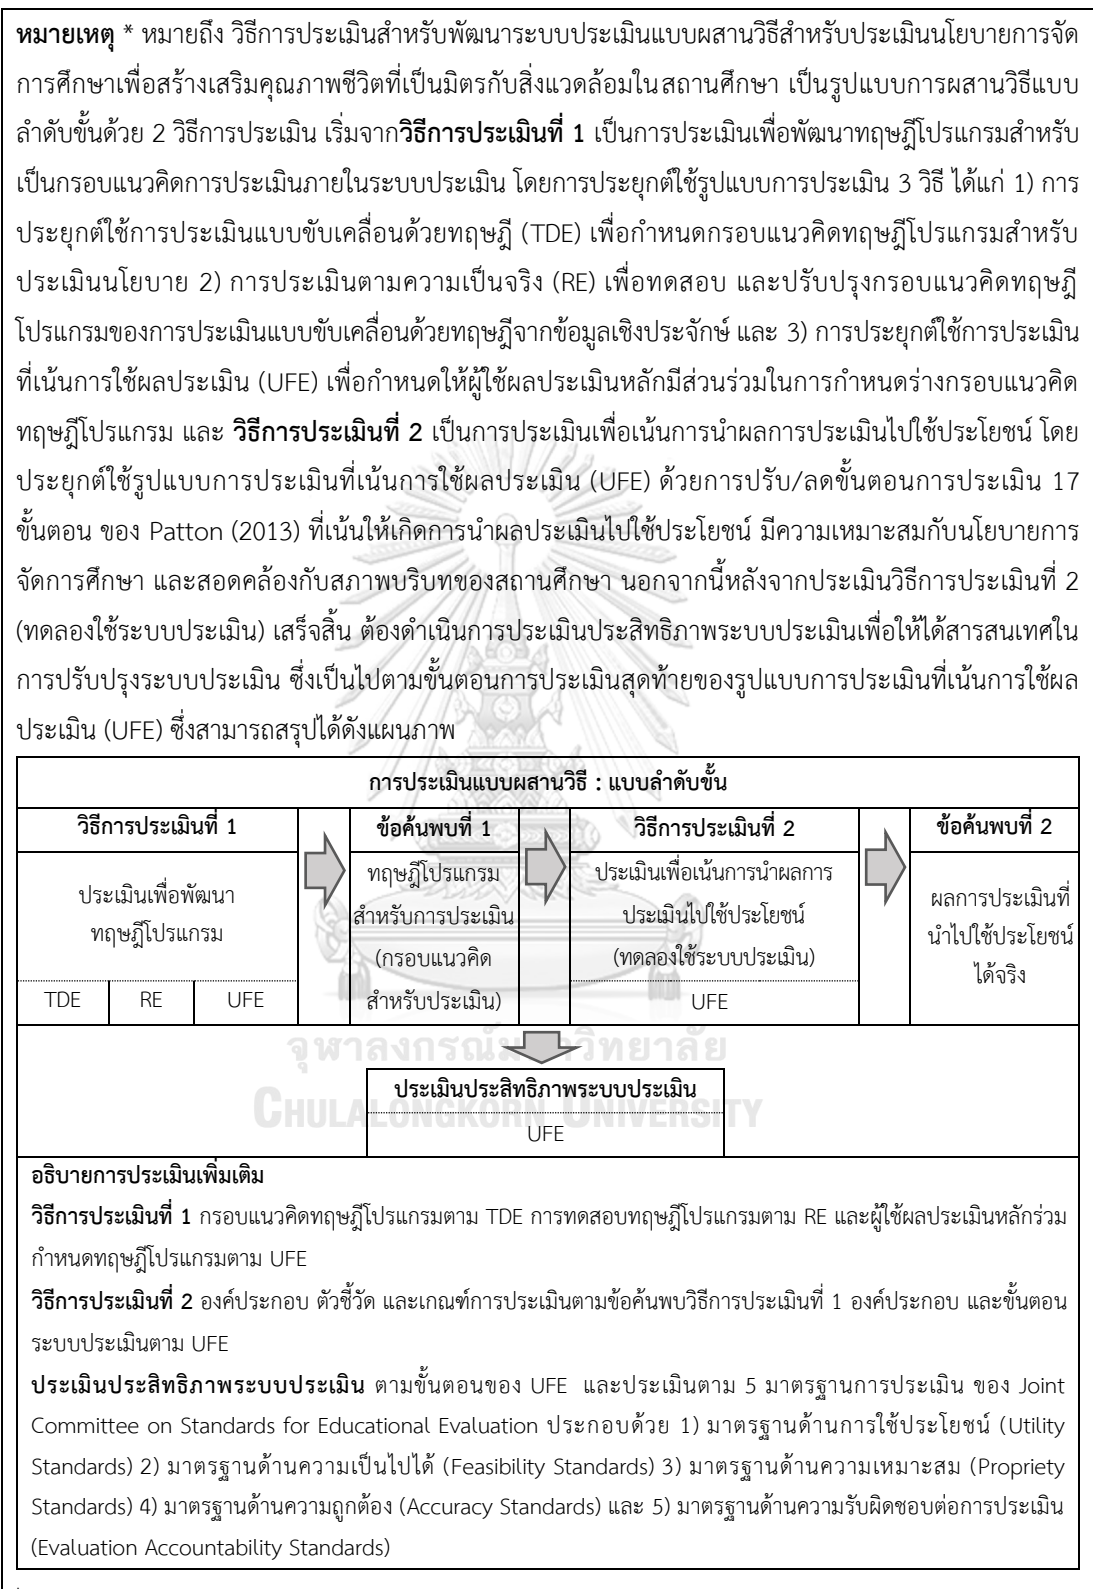 หมายเหตุ * หมายถึง วิธีการประเมินสำหรับพัฒนาระบบประเมินแบบผสานวิธีสำหรับประเมินนโยบายการจัด
การศึกษาเพื่อสร้างเสริมคุณภาพชีวิตที่เป็นมิตรกับสิ่งแวดล้อมในสถานศึกษา เป็นรูปแบบการผสานวิธีแบบ
ลำดับขั้นด้วย 2 วิธีการประเมิน เริ่มจากวิธีการประเมินที่ 1 เป็นการประเมินเพื่อพัฒนาทฤษฎีโปรแกรมสำหรับ
เป็นกรอบแนวคิดการประเมินภายในระบบประเมิน โดยการประยุกต์ใช้รูปแบบการประเมิน 3 วิธี ได้แก่ 1) การ
ประยุกต์ใช้การประเมินแบบขับเคลื่อนด้วยทฤษฎี (TDE) เพื่อกำหนดกรอบแนวคิดทฤษฎีโปรแกรมสำหรับ
ประเมินนโยบาย 2) การประเมินตามความเป็นจริง (RE) เพื่อทดสอบ และปรับปรุงกรอบแนวคิดทฤษฎี
โปรแกรมของการประเมินแบบขับเคลื่อนด้วยทฤษฎีจากข้อมูลเชิงประจักษ์ และ 3) การประยุกต์ใช้การประเมิน
ที่เน้นการใช้ผลประเมิน (UFE) เพื่อกำหนดให้ผู้ใช้ผลประเมินหลักมีส่วนร่วมในการกำหนดร่างกรอบแนวคิด
ทฤษฎีโปรแกรม และ วิธีการประเมินที่ 2 เป็นการประเมินเพื่อเน้นการนำผลการประเมินไปใช้ประโยชน์ โดย
ประยุกต์ใช้รูปแบบการประเมินที่เน้นการใช้ผลประเมิน (UFE) ด้วยการปรับ/ลดขั้นตอนการประเมิน 17
ขั้นตอน ของ Patton (2013) ที่เน้นให้เกิดการนำผลประเมินไปใช้ประโยชน์ มีความเหมาะสมกับนโยบายการ
จัดการศึกษา และสอดคล้องกับสภาพบริบทของสถานศึกษา นอกจากนี้หลังจากประเมินวิธีการประเมินที่ 2
(ทดลองใช้ระบบประเมิน) เสร็จสิ้น ต้องดำเนินการประเมินประสิทธิภาพระบบประเมินเพื่อให้ได้สารสนเทศใน
การปรับปรุงระบบประเมิน ซึ่งเป็นไปตามขั้นตอนการประเมินสุดท้ายของรูปแบบการประเมินที่เน้นการใช้ผล
ประเมิน (UFE) ซึ่งสามารถสรุปได้ดังแผนภาพ
การประเมินแบบผสานวิธี : แบบลำดับขั้น
วิธีการประเมินที่ 1
ประเมินเพื่อพัฒนา
ทฤษฎีโปรแกรม
TDE RE UFE
ข้อค้นพบที่ 1
ทฤษฎีโปรแกรม
สำหรับการประเมิน
(กรอบแนวคิด
สำหรับประเมิน)
วิธีการประเมินที่ 2
ประเมินเพื่อเน้นการนำผลการ
ประเมินไปใช้ประโยชน์
(ทดลองใช้ระบบประเมิน)
UFE
ข้อค้นพบที่ 2
ผลการประเมินที่
นำไปใช้ประโยชน์
ได้จริง
จุฬาลงกรณ์มหาวิทยาลัย
CHULALONGKORN UNIVERSITY
ประเมินประสิทธิภาพระบบประเมิน
UFE
อธิบายการประเมินเพิ่มเติม
วิธีการประเมินที่ 1 กรอบแนวคิดทฤษฎีโปรแกรมตาม TDE การทดสอบทฤษฎีโปรแกรมตาม RE และผู้ใช้ผลประเมินหลักร่วม
กำหนดทฤษฎีโปรแกรมตาม UFE
วิธีการประเมินที่ 2 องค์ประกอบ ตัวชี้วัด และเกณฑ์การประเมินตามข้อค้นพบวิธีการประเมินที่ 1 องค์ประกอบ และขั้นตอน
ระบบประเมินตาม UFE
ประเมินประสิทธิภาพระบบประเมิน ตามขั้นตอนของ UFE และประเมินตาม 5 มาตรฐานการประเมิน ของ Joint
Committee on Standards for Educational Evaluation ประกอบด้วย 1) มาตรฐานด้านการใช้ประโยชน์ (Utility
Standards) 2) มาตรฐานด้านความเป็นไปได้ (Feasibility Standards) 3) มาตรฐานด้านความเหมาะสม (Propriety
Standards) 4) มาตรฐานด้านความถูกต้อง (Accuracy Standards) และ 5) มาตรฐานด้านความรับผิดชอบต่อการประเมิน
(Evaluation Accountability Standards)